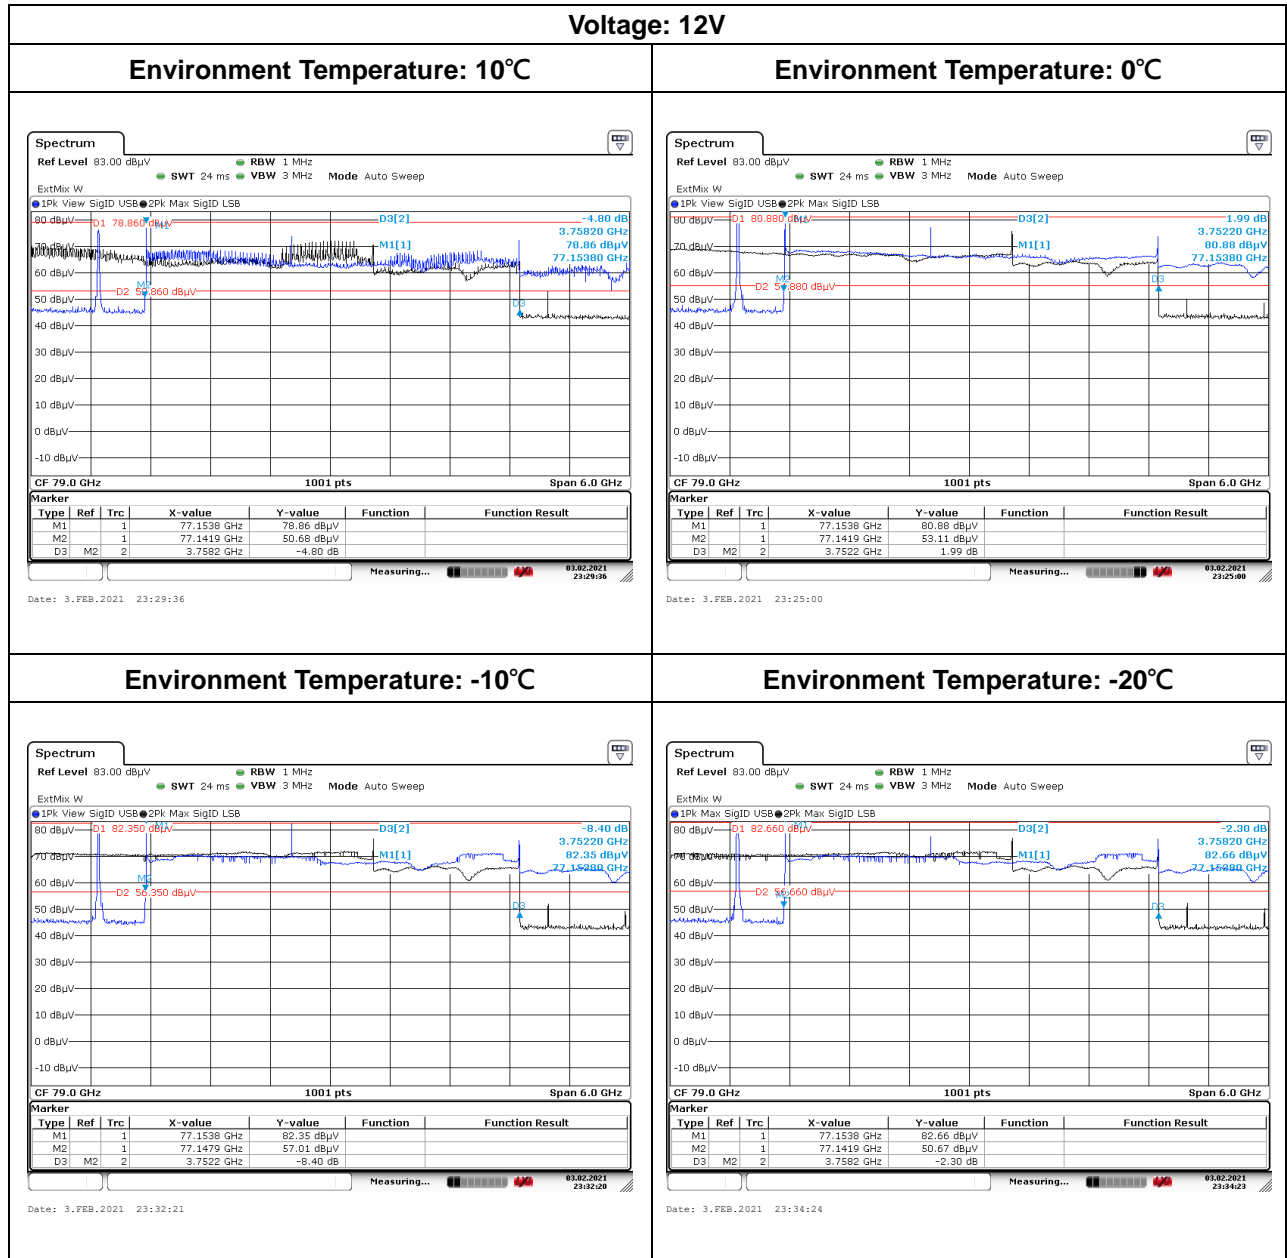 Voltage: 12V
Environment Temperature: 10℃
Spectrum
Ref Level 83.00 dBµV RBW 1 MHz
SWT 24 ms VBW 3 MHz Mode Auto Sweep
ExtMix W
1Pk View SigID USB 2Pk Max SigID LSB
80 dBµV
D1 78.860 dBµV
M1
D3[2] -4.80 dB
3.75820 GHz
70 dBµV
M1[1] 78.86 dBµV
77.15380 GHz
60 dBµV
M2
D2 52.860 dBµV
50 dBµV
D3
40 dBµV
30 dBµV
20 dBµV
10 dBµV
0 dBµV
-10 dBµV
CF 79.0 GHz 1001 pts Span 6.0 GHz
Marker
Type Ref Trc X-value Y-value Function Function Result
M1 1 77.1538 GHz 78.86 dBµV
M2 1 77.1419 GHz 50.68 dBµV
D3 M2 2 3.7582 GHz -4.80 dB
Measuring... 03.02.2021
23:29:36
Date: 3.FEB.2021 23:29:36
Environment Temperature: 0℃
Spectrum
Ref Level 83.00 dBµV RBW 1 MHz
SWT 24 ms VBW 3 MHz Mode Auto Sweep
ExtMix W
1Pk View SigID USB 2Pk Max SigID LSB
80 dBµV
D1 80.880 dBµV
D3[2] 1.99 dB
3.75220 GHz
70 dBµV
M1[1] 80.88 dBµV
77.15380 GHz
60 dBµV
M2
D2 54.880 dBµV
50 dBµV
D3
40 dBµV
30 dBµV
20 dBµV
10 dBµV
0 dBµV
-10 dBµV
CF 79.0 GHz 1001 pts Span 6.0 GHz
Marker
Type Ref Trc X-value Y-value Function Function Result
M1 1 77.1538 GHz 80.88 dBµV
M2 1 77.1419 GHz 53.11 dBµV
D3 M2 2 3.7522 GHz 1.99 dB
Measuring... 03.02.2021
23:25:00
Date: 3.FEB.2021 23:25:00
Environment Temperature: -10℃
Spectrum
Ref Level 83.00 dBµV RBW 1 MHz
SWT 24 ms VBW 3 MHz Mode Auto Sweep
ExtMix W
1Pk View SigID USB 2Pk Max SigID LSB
80 dBµV
D1 82.350 dBµV
M1
D3[2] -8.40 dB
3.75220 GHz
70 dBµV
M1[1] 82.35 dBµV
77.15380 GHz
60 dBµV
M2
D2 56.350 dBµV
50 dBµV
D3
40 dBµV
30 dBµV
20 dBµV
10 dBµV
0 dBµV
-10 dBµV
CF 79.0 GHz 1001 pts Span 6.0 GHz
Marker
Type Ref Trc X-value Y-value Function Function Result
M1 1 77.1538 GHz 82.35 dBµV
M2 1 77.1479 GHz 57.01 dBµV
D3 M2 2 3.7522 GHz -8.40 dB
Measuring... 03.02.2021
23:32:20
Date: 3.FEB.2021 23:32:21
Environment Temperature: -20℃
Spectrum
Ref Level 83.00 dBµV RBW 1 MHz
SWT 24 ms VBW 3 MHz Mode Auto Sweep
ExtMix W
1Pk Max SigID USB 2Pk Max SigID LSB
80 dBµV
D1 82.660 dBµV
M1
D3[2] -2.30 dB
3.75820 GHz
70 dBµV
M1[1] 82.66 dBµV
77.15380 GHz
60 dBµV
D2 56.660 dBµV
M2
50 dBµV
D3
40 dBµV
30 dBµV
20 dBµV
10 dBµV
0 dBµV
-10 dBµV
CF 79.0 GHz 1001 pts Span 6.0 GHz
Marker
Type Ref Trc X-value Y-value Function Function Result
M1 1 77.1538 GHz 82.66 dBµV
M2 1 77.1419 GHz 50.67 dBµV
D3 M2 2 3.7582 GHz -2.30 dB
Measuring... 03.02.2021
23:34:23
Date: 3.FEB.2021 23:34:24